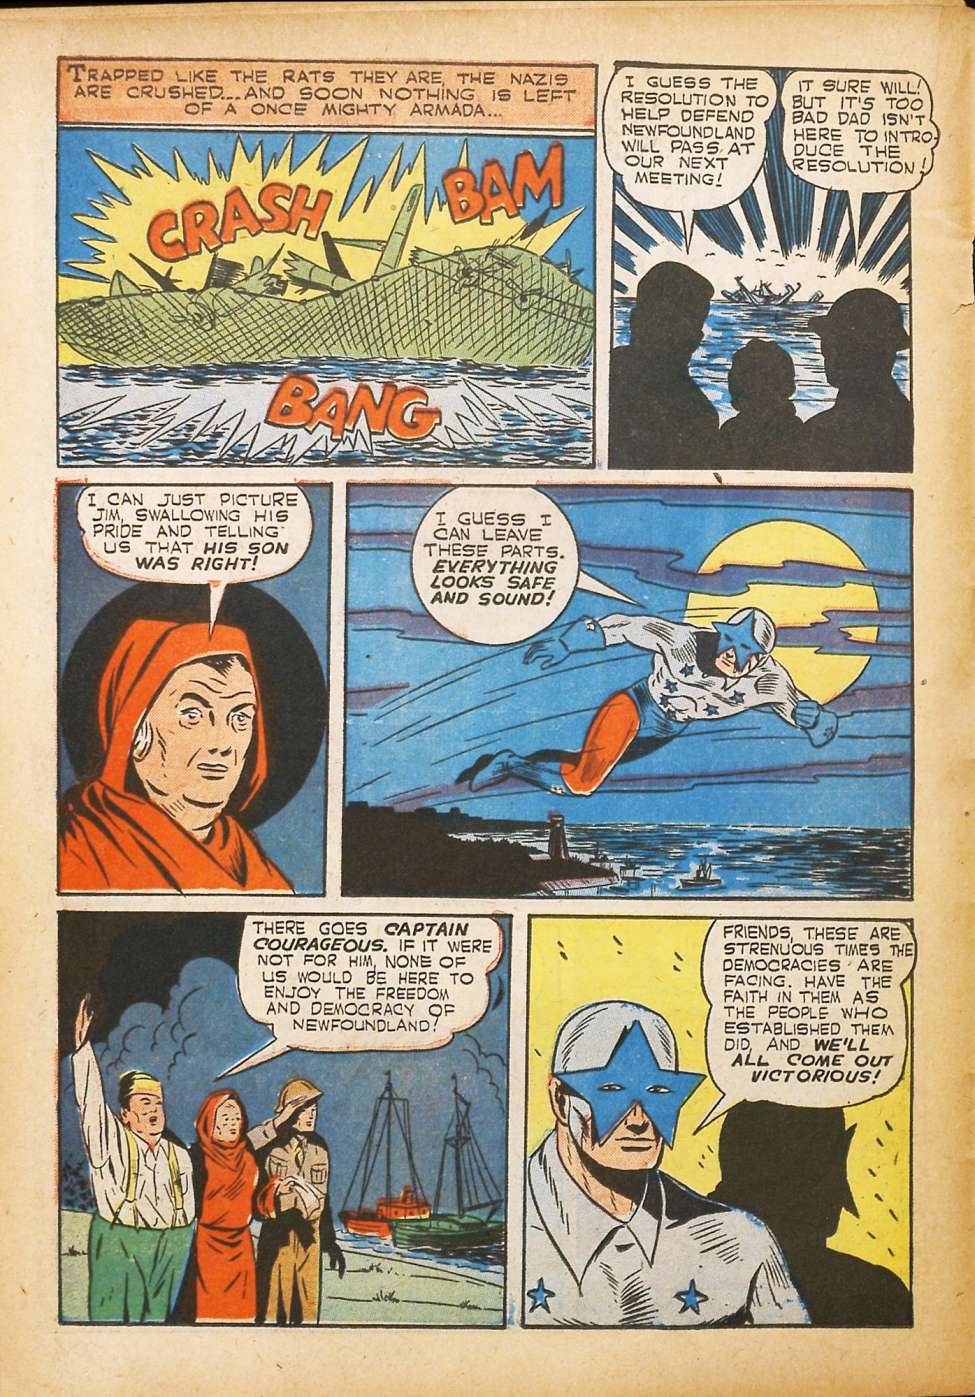 TRAPPED LIKE THE RATS THEY ARE, THE NAZIS
ARE CRUSHED... AND SOON NOTHING IS LEFT
OF A ONCE MIGHTY ARMADA...
CRASH
BAM
BANG
I GUESS THE
RESOLUTION TO
HELP DEFEND
NEWFOUNDLAND
WILL PASS AT
OUR NEXT
MEETING!
IT SURE WILL!
BUT IT'S TOO
BAD DAD ISN'T
HERE TO INTRO-
DUCE THE
RESOLUTION!
I CAN JUST PICTURE
JIM, SWALLOWING HIS
PRIDE AND TELLING
US THAT HIS SON
WAS RIGHT!
I GUESS I
CAN LEAVE
THESE PARTS.
EVERYTHING
LOOKS SAFE
AND SOUND!
THERE GOES CAPTAIN
COURAGEOUS. IF IT WERE
NOT FOR HIM, NONE OF
US WOULD BE HERE TO
ENJOY THE FREEDOM
AND DEMOCRACY OF
NEWFOUNDLAND!
FRIENDS, THESE ARE
STRENUOUS TIMES THE
DEMOCRACIES ARE
FACING. HAVE THE
FAITH IN THEM AS
THE PEOPLE WHO
ESTABLISHED THEM
DID, AND WE'LL
ALL COME OUT
VICTORIOUS!